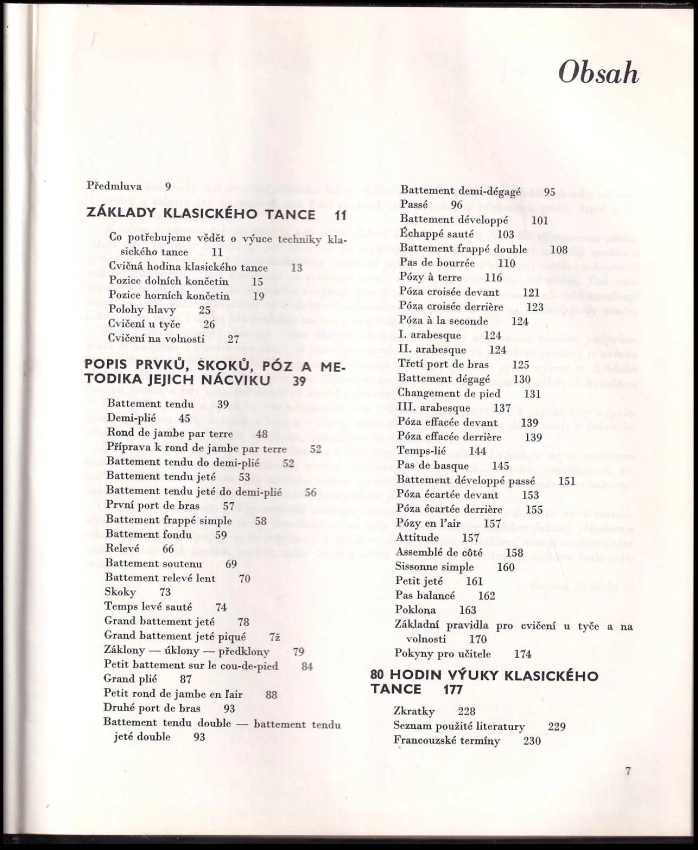 Obsah
Předmluva 9
ZÁKLADY KLASICKÉHO TANCE 11
Co potřebujeme vědět o výuce techniky kla-
sického tance 11
Cvičná hodina klasického tance 13
Pozice dolních končetin 15
Pozice horních končetin 19
Polohy hlavy 25
Cvičení u tyče 26
Cvičení na volnosti 27
POPIS PRVKŮ, SKOKŮ, PÓZ A ME-
TODIKA JEJICH NÁCVIKU 39
Battement tendu 39
Demi-plié 45
Rond de jambe par terre 48
Příprava k rond de jambe par terre 52
Battement tendu do demi-plié 52
Battement tendu jeté 53
Battement tendu jeté do demi-plié 56
První port de bras 57
Battement frappé simple 58
Battement fondu 59
Relevé 66
Battement soutenu 69
Battement relevé lent 70
Skoky 73
Temps levé sauté 74
Grand battement jeté 78
Grand battement jeté piqué 7ž
Záklony — úklony — předklony 79
Petit battement sur le cou-de-pied 84
Grand plié 87
Petit rond de jambe en l'air 88
Druhé port de bras 93
Battement tendu double — battement tendu
jeté double 93
Battement demi-dégagé 95
Passé 96
Battement développé 101
Échappé sauté 103
Battement frappé double 108
Pas de bourrée 110
Pózy à terre 116
Póza croisée devant 121
Póza croisée derrière 123
Póza à la seconde 124
I. arabesque 124
II. arabesque 124
Třetí port de bras 125
Battement dégagé 130
Changement de pied 131
III. arabesque 137
Póza effacée devant 139
Póza effacée derrière 139
Temps-lié 144
Pas de basque 145
Battement développé passé 151
Póza écartée devant 153
Póza écartée derrière 155
Pózy en l'air 157
Attitude 157
Assemblé de côté 158
Sissonne simple 160
Petit jeté 161
Pas balancé 162
Poklona 163
Základní pravidla pro cvičení u tyče a na
volnosti 170
Pokyny pro učitele 174
80 HODIN VÝUKY KLASICKÉHO
TANCE 177
Zkratky 228
Seznam použité literatury 229
Francouzské termíny 230
7